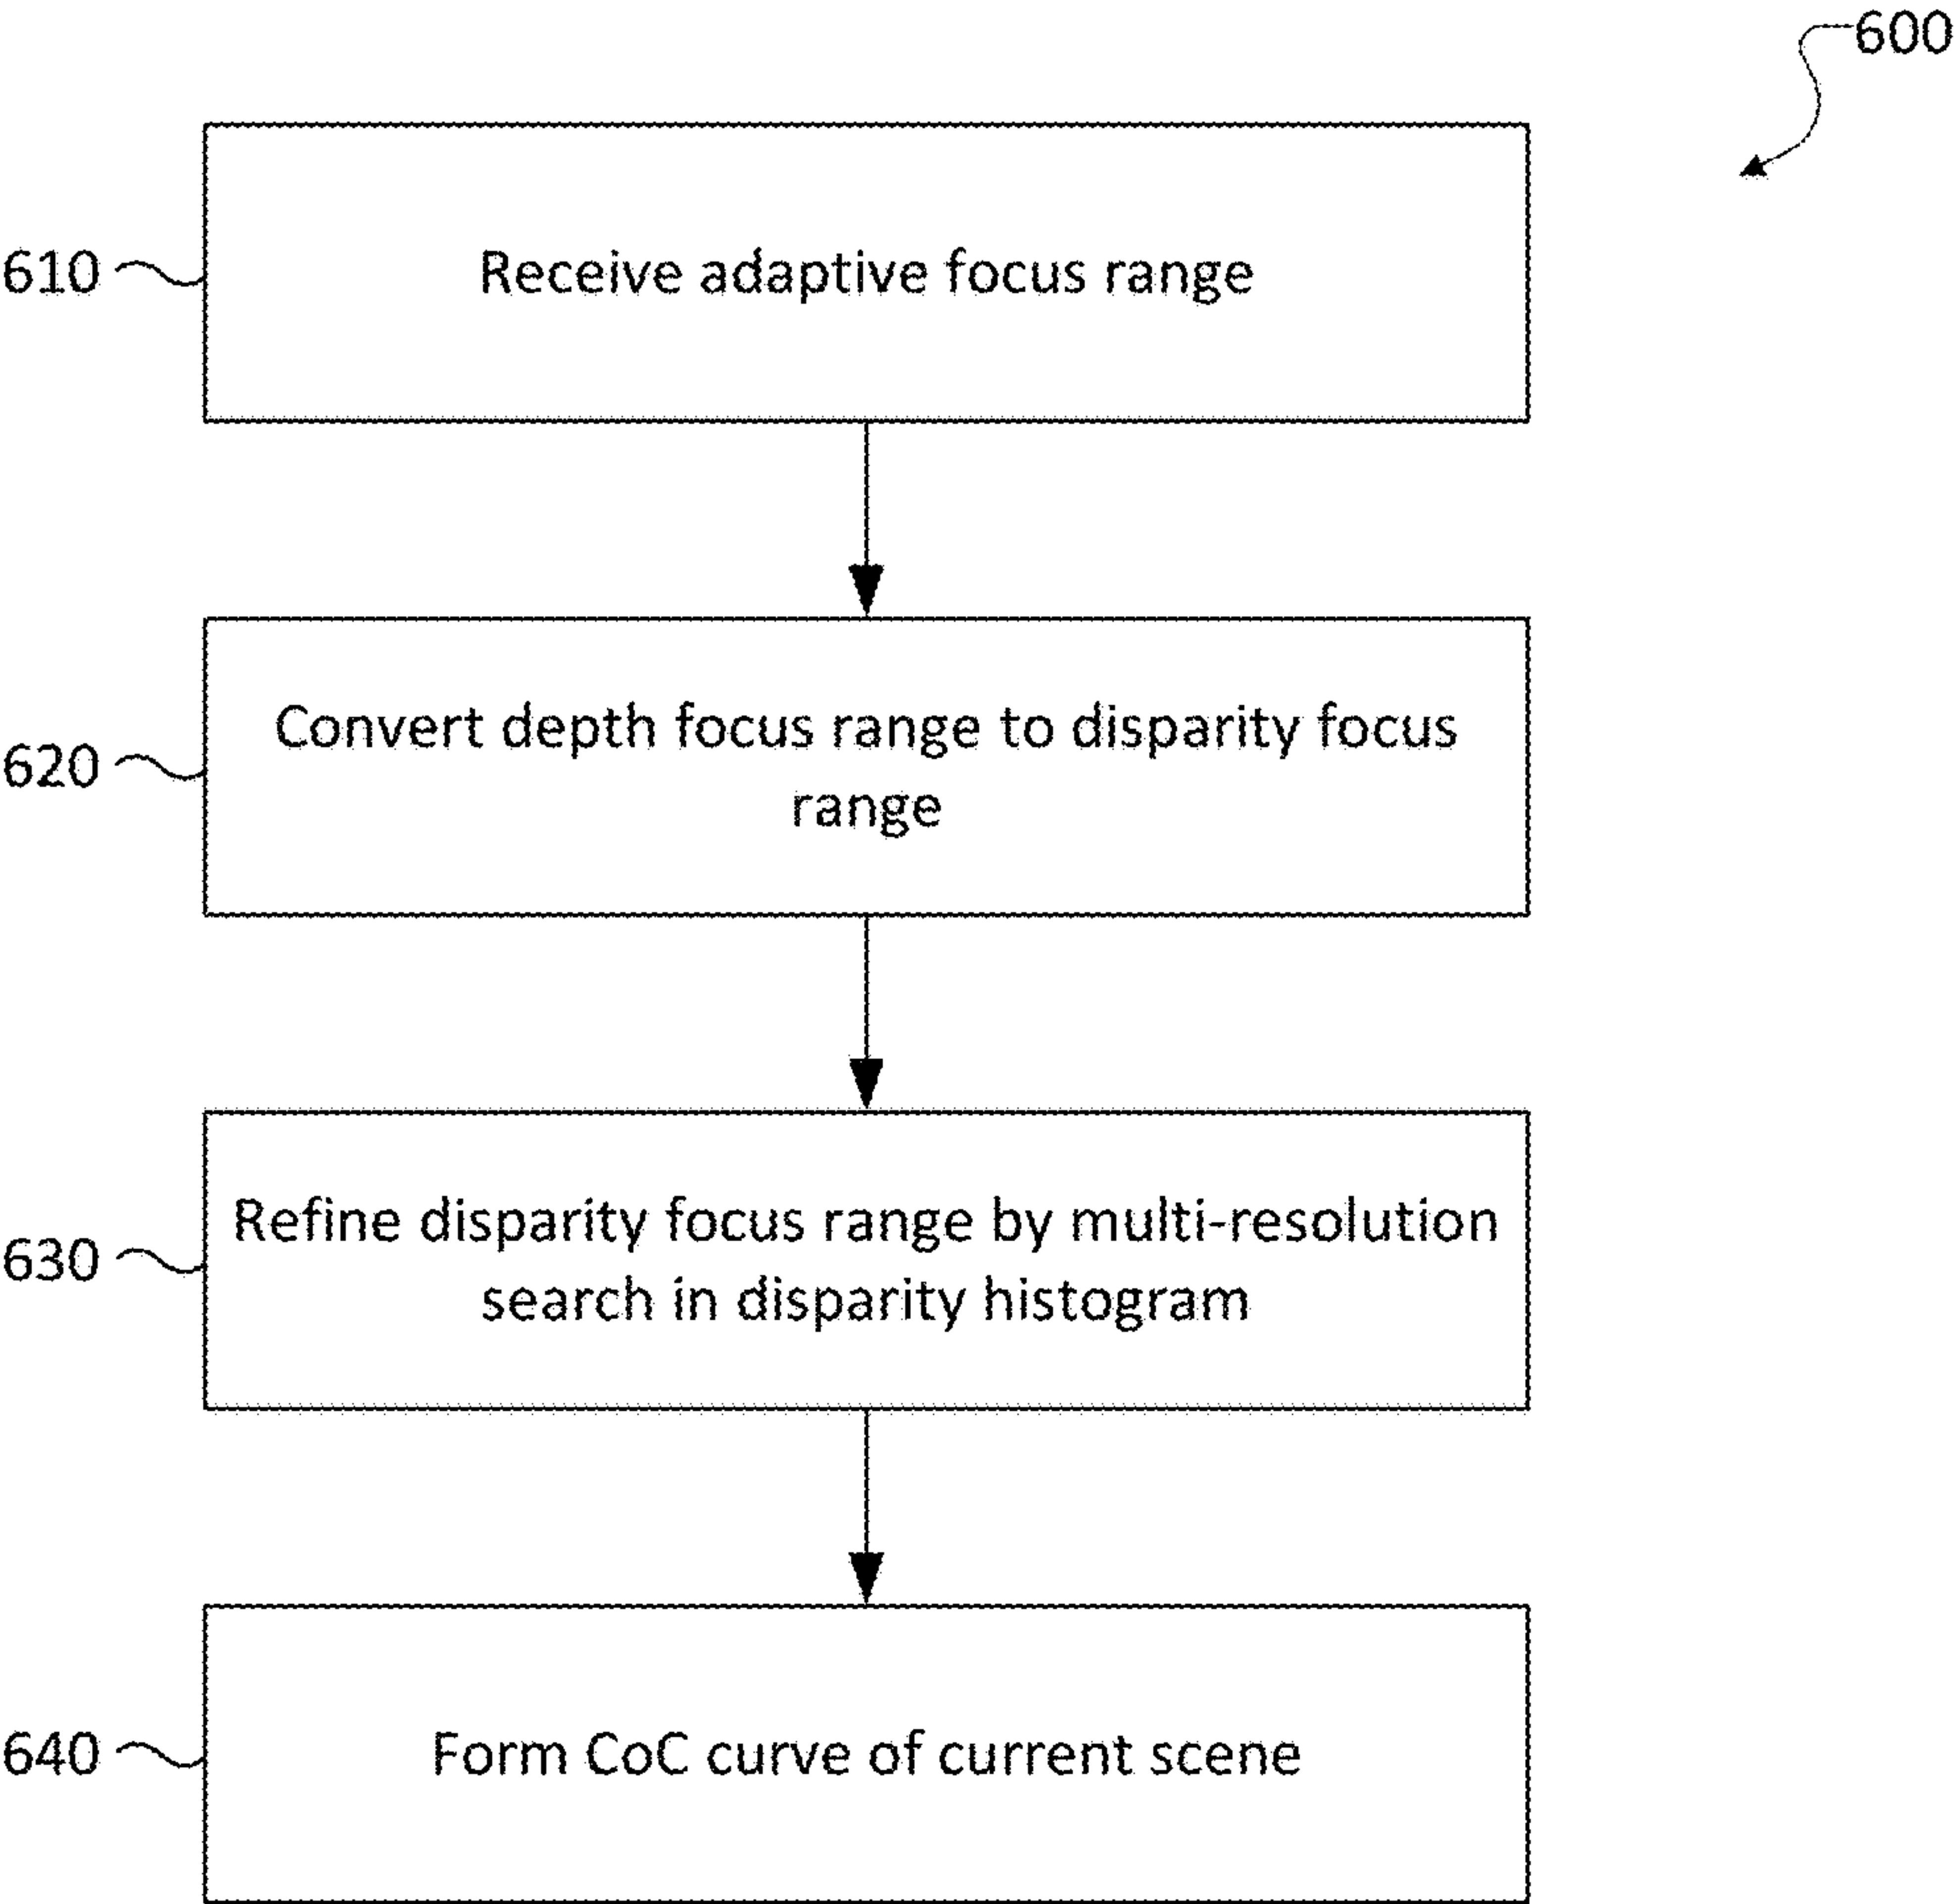 600
610
Receive adaptive focus range
620
Convert depth focus range to disparity focus
range
630
Refine disparity focus range by multi-resolution
search in disparity histogram
640
Form CoC curve of current scene